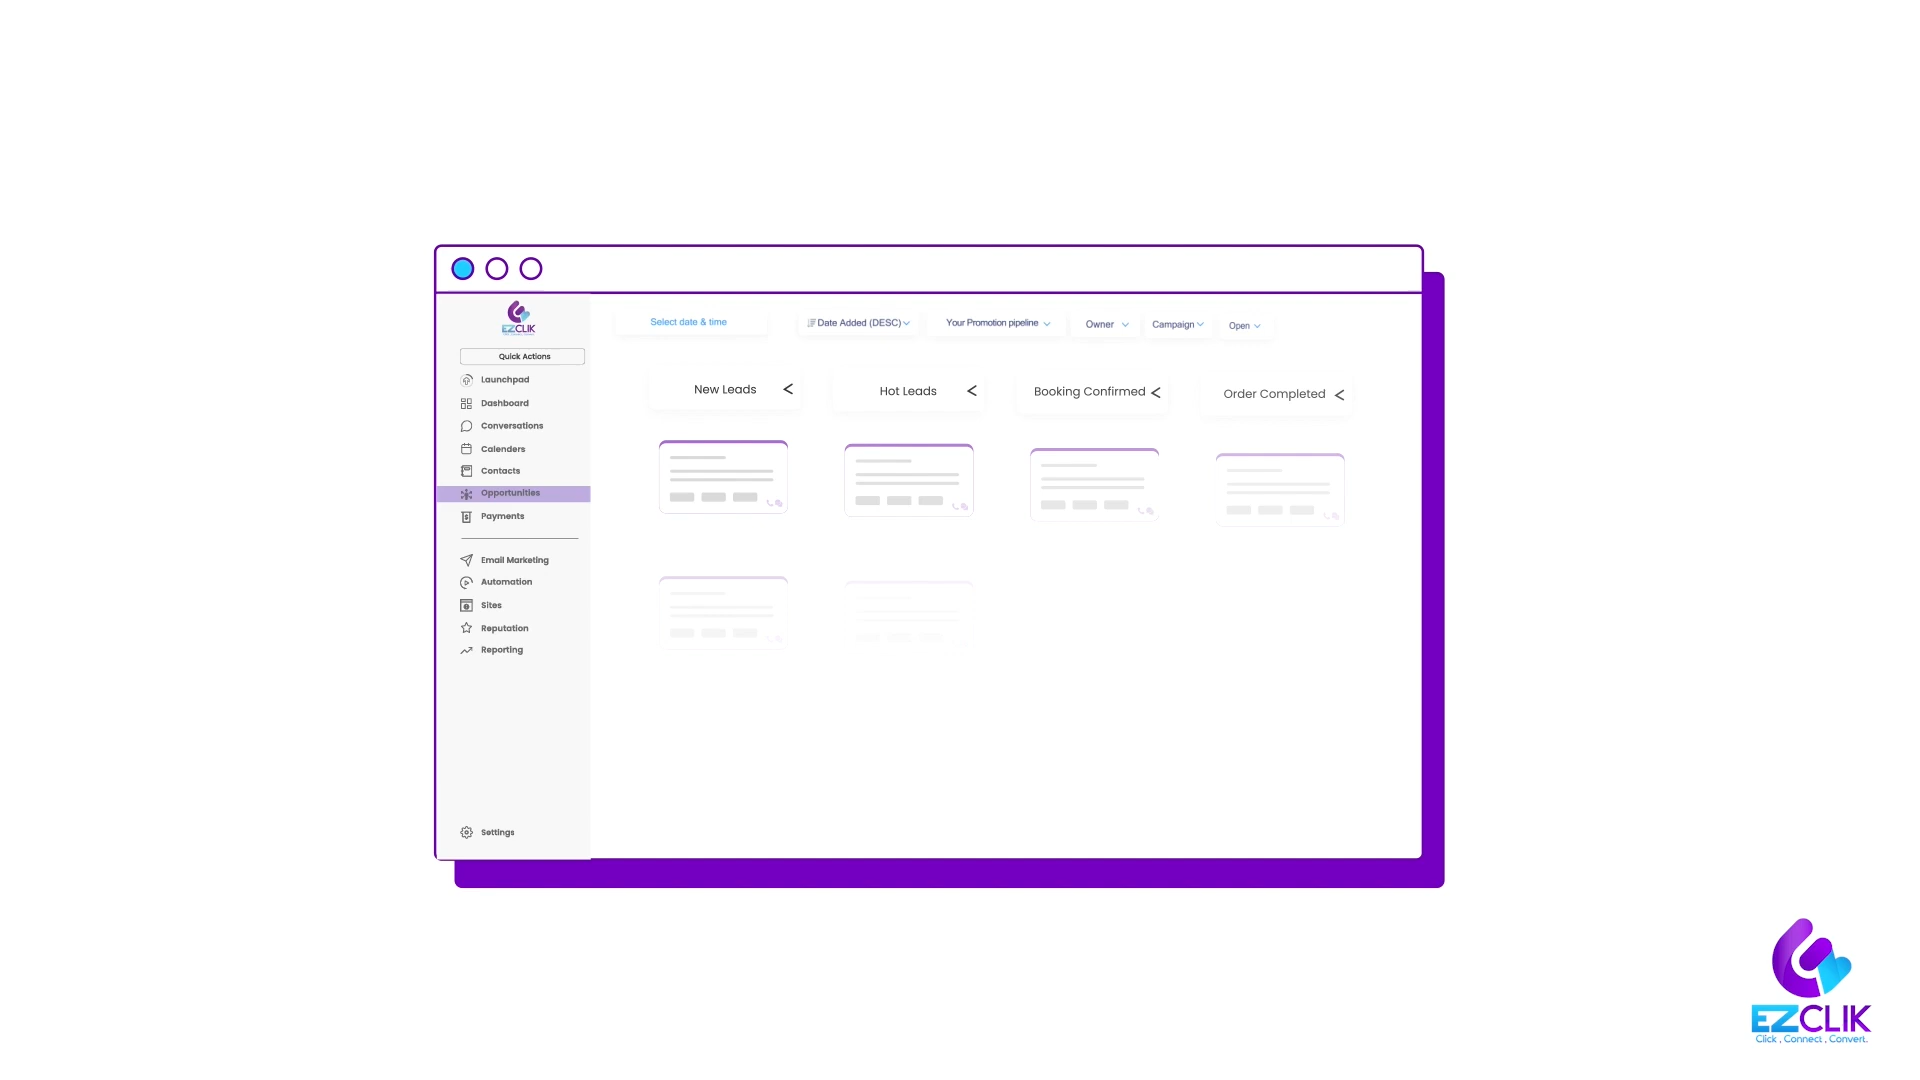 EZCLIK
Quick Actions
Launchpad
Dashboard
Conversations
Calenders
Contacts
Opportunities
Payments
Email Marketing
Automation
Sites
Reputation
Reporting
Settings
Select date & time
Date Added (DESC)
Your Promotion pipeline
Owner
Campaign
Open
New Leads <
Hot Leads <
Booking Confirmed <
Order Completed <
EZCLIK
Click . Connect . Convert.